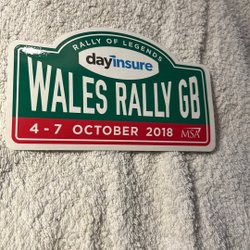 RALLY OF LEGENDS
dayinsure
WALES RALLY GB
4 - 7 OCTOBER 2018 MSA